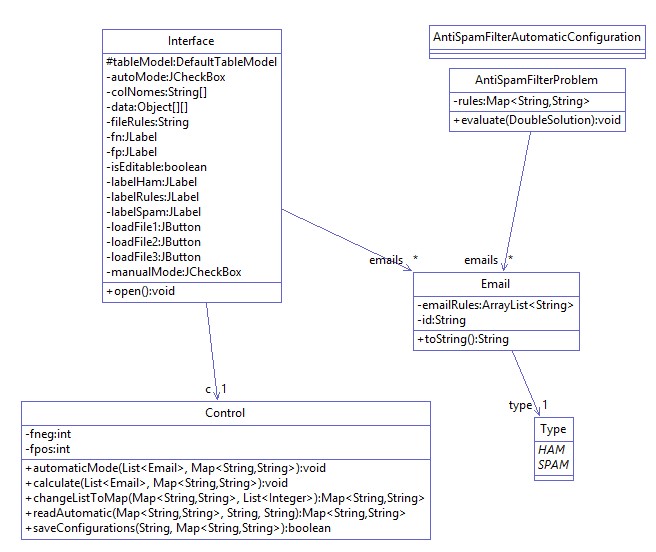 Interface
#tableModel:DefaultTableModel
-autoMode:JCheckBox
-colNomes:String[]
-data:Object[][]
-fileRules:String
-fn:JLabel
-fp:JLabel
-isEditable:boolean
-labelHam:JLabel
-labelRules:JLabel
-labelSpam:JLabel
-loadFile1:JButton
-loadFile2:JButton
-loadFile3:JButton
-manualMode:JCheckBox
+open():void
AntiSpamFilterAutomaticConfiguration
AntiSpamFilterProblem
-rules:Map<String,String>
+evaluate(DoubleSolution):void
emails *
emails *
Email
-emailRules:ArrayList<String>
-id:String
+toString():String
c 1
type 1
Control
-fneg:int
-fpos:int
+automaticMode(List<Email>, Map<String,String>):void
+calculate(List<Email>, Map<String,String>):void
+changeListToMap(Map<String,String>, List<Integer>):Map<String,String>
+readAutomatic(Map<String,String>, String, String):Map<String,String>
+saveConfigurations(String, Map<String,String>):boolean
Type
HAM
SPAM